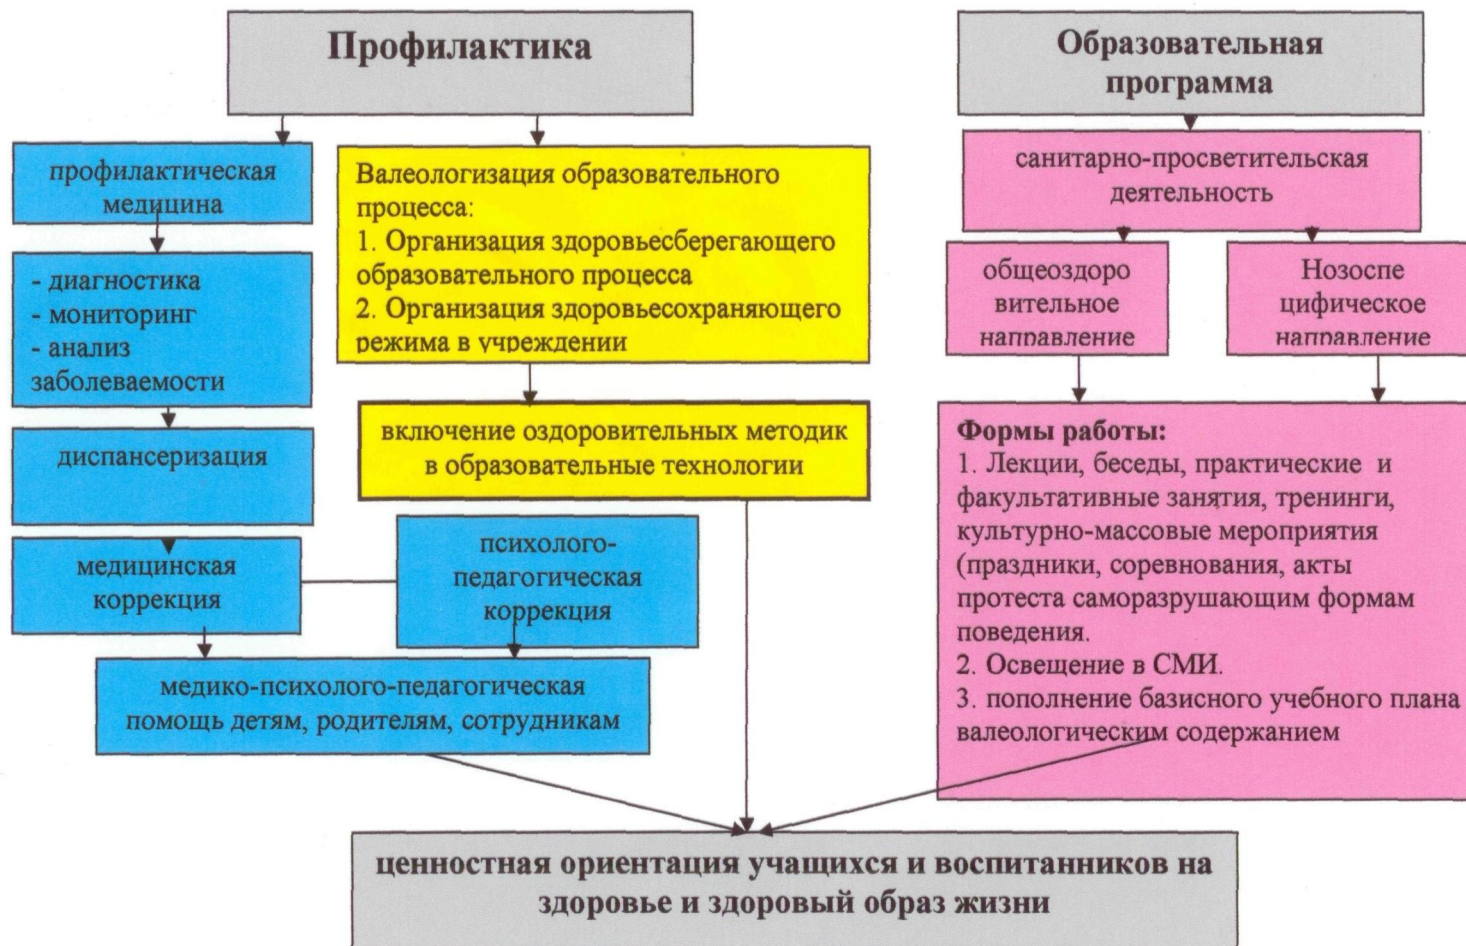 Профилактика
Образовательная
программа
профилактическая
медицина
Валеологизация образовательного
процесса:
1. Организация здоровьесберегающего
образовательного процесса
2. Организация здоровьесохраняющего
режима в учреждении
санитарно-просветительская
деятельность
- диагностика
- мониторинг
- анализ
заболеваемости
общеоздоро
вительное
направление
Нозоспе
цифическое
направление
диспансеризация
включение оздоровительных методик
в образовательные технологии
Формы работы:
1. Лекции, беседы, практические и
факультативные занятия, тренинги,
культурно-массовые мероприятия
(праздники, соревнования, акты
протеста саморазрушающим формам
поведения.
2. Освещение в СМИ.
3. пополнение базисного учебного плана
валеологическим содержанием
медицинская
коррекция
психолого-
педагогическая
коррекция
медико-психолого-педагогическая
помощь детям, родителям, сотрудникам
ценностная ориентация учащихся и воспитанников на
здоровье и здоровый образ жизни